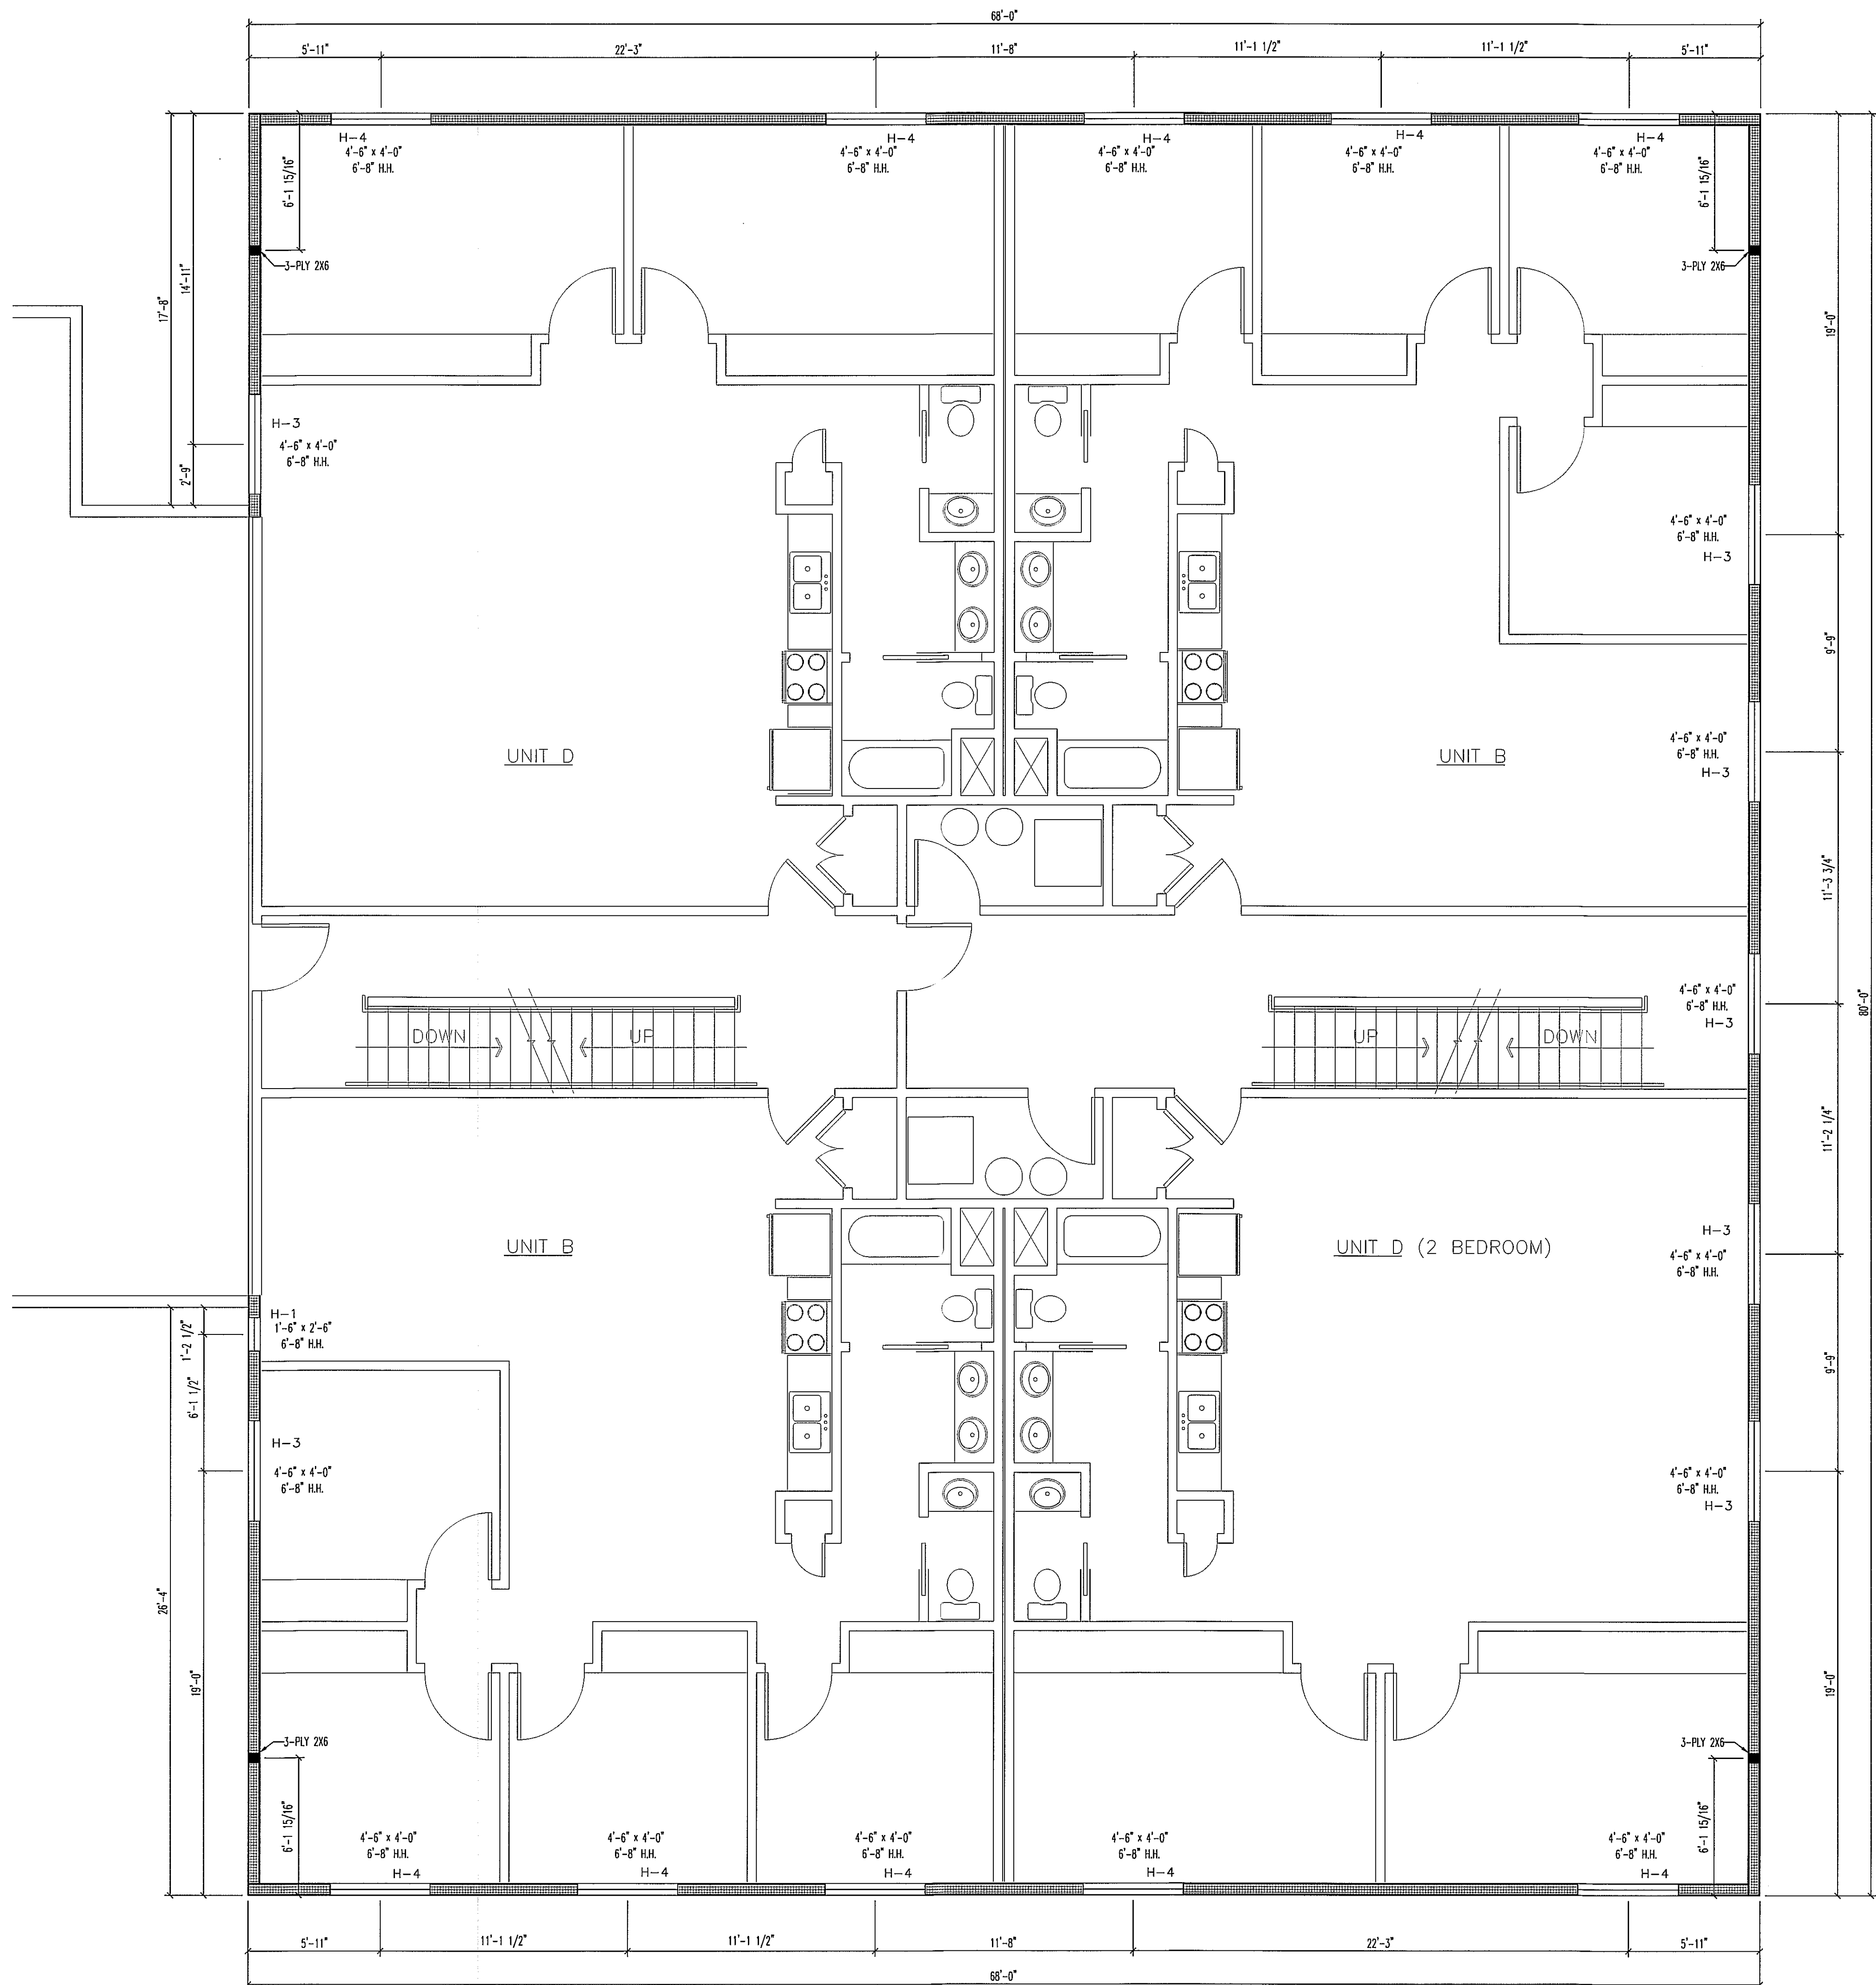 68'-0"
5'-11"
22'-3"
11'-8"
11'-1 1/2"
11'-1 1/2"
5'-11"
H-4
4'-6" x 4'-0"
6'-8" H.H.
H-4
4'-6" x 4'-0"
6'-8" H.H.
H-4
4'-6" x 4'-0"
6'-8" H.H.
H-4
4'-6" x 4'-0"
6'-8" H.H.
H-4
4'-6" x 4'-0"
6'-8" H.H.
6'-1 15/16"
6'-1 15/16"
3-PLY 2X6
3-PLY 2X6
17'-8"
14'-11"
2'-9"
19'-0"
H-3
4'-6" x 4'-0"
6'-8" H.H.
4'-6" x 4'-0"
6'-8" H.H.
H-3
9'-9"
UNIT D
UNIT B
4'-6" x 4'-0"
6'-8" H.H.
H-3
11'-3 3/4"
4'-6" x 4'-0"
6'-8" H.H.
H-3
80'-0"
DOWN
UP
UP
DOWN
11'-2 1/4"
UNIT B
UNIT D (2 BEDROOM)
H-3
4'-6" x 4'-0"
6'-8" H.H.
H-1
1'-6" x 2'-6"
6'-8" H.H.
1'-2 1/2"
6'-1 1/2"
9'-9"
H-3
4'-6" x 4'-0"
6'-8" H.H.
4'-6" x 4'-0"
6'-8" H.H.
H-3
26'-4"
19'-0"
19'-0"
3-PLY 2X6
3-PLY 2X6
6'-1 15/16"
6'-1 15/16"
4'-6" x 4'-0"
6'-8" H.H.
H-4
4'-6" x 4'-0"
6'-8" H.H.
H-4
4'-6" x 4'-0"
6'-8" H.H.
H-4
4'-6" x 4'-0"
6'-8" H.H.
H-4
4'-6" x 4'-0"
6'-8" H.H.
H-4
5'-11"
11'-1 1/2"
11'-1 1/2"
11'-8"
22'-3"
5'-11"
68'-0"